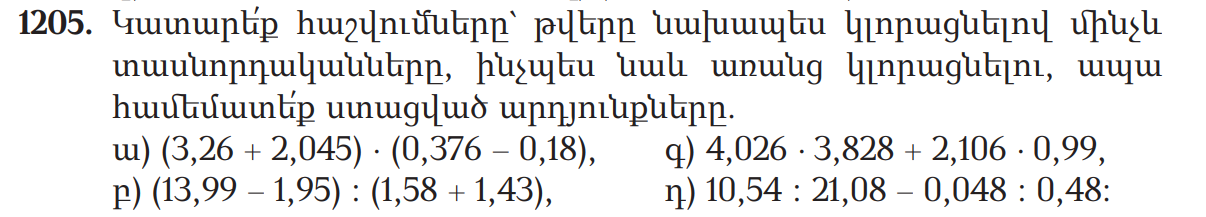 1205. Կատարե՛ք հաշվումները՝ թվերը նախապես կլորացնելով մինչև
տասնորդականները, ինչպես նաև առանց կլորացնելու, ապա
համեմատե՛ք ստացված արդյունքները.
ա) (3,26 + 2,045) · (0,376 – 0,18), գ) 4,026 · 3,828 + 2,106 · 0,99,
բ) (13,99 – 1,95) : (1,58 + 1,43), դ) 10,54 : 21,08 – 0,048 : 0,48: